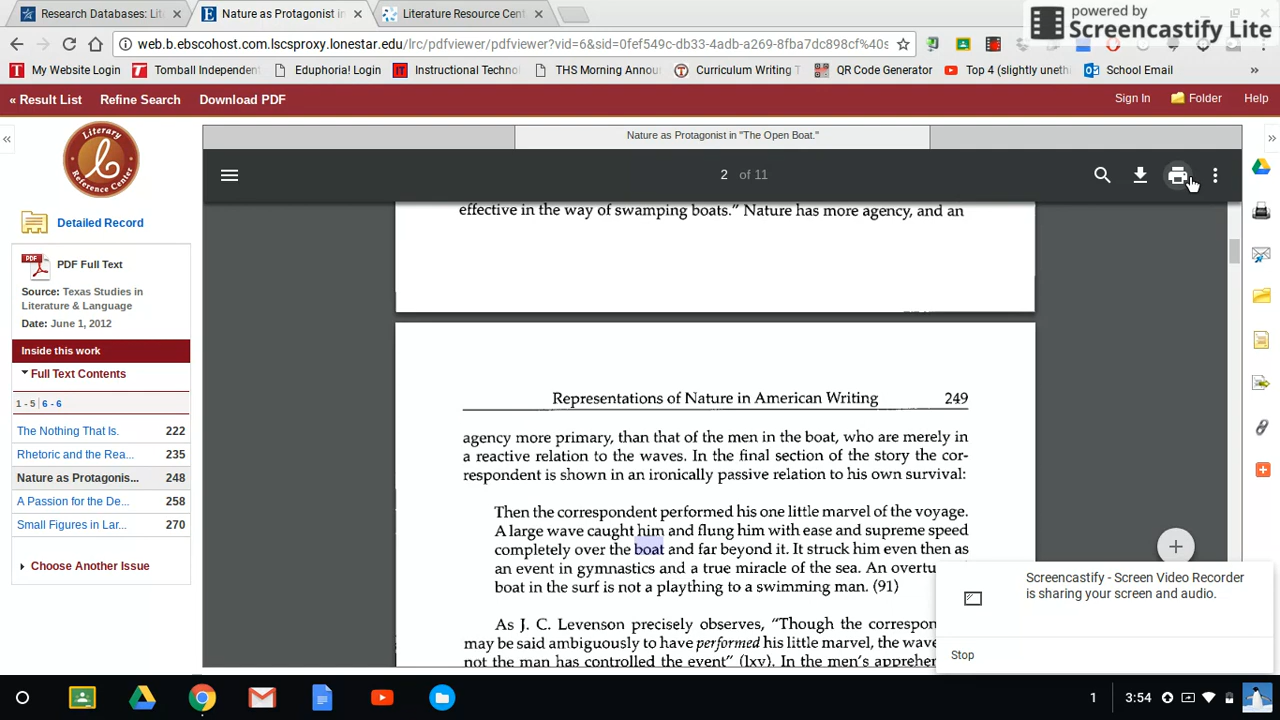 Research Databases: Lit
Nature as Protagonist in
Literature Resource Cent
powered by
Screencastify Lite
web.b.ebscohost.com.lscsproxy.lonestar.edu/lrc/pdfviewer/pdfviewer?vid=6&sid=0fef549c-0b33-4adb-a269-8fba7dc898cf%40s
My Website Login
Tomball Independent
Eduphoria! Login
Instructional Technol
THS Morning Annou
Curriculum Writing T
QR Code Generator
Top 4 (slightly uneth
School Email
»
« Result List
Refine Search
Download PDF
Sign In
Folder
Help
«
Literary
Reference
Center
Nature as Protagonist in "The Open Boat."
»
2 of 11
Detailed Record
PDF Full Text
Source: Texas Studies in
Literature & Language
Date: June 1, 2012
Inside this work
Full Text Contents
1 - 5 | 6 - 6
The Nothing That Is. 222
Rhetoric and the Rea... 235
Nature as Protagonis... 248
A Passion for the De... 258
Small Figures in Lar... 270
Choose Another Issue
effective in the way of swamping boats." Nature has more agency, and an
Representations of Nature in American Writing 249
agency more primary, than that of the men in the boat, who are merely in
a reactive relation to the waves. In the final section of the story the cor-
respondent is shown in an ironically passive relation to his own survival:
Then the correspondent performed his one little marvel of the voyage.
A large wave caught him and flung him with ease and supreme speed
completely over the boat and far beyond it. It struck him even then as
an event in gymnastics and a true miracle of the sea. An overtu
boat in the surf is not a plaything to a swimming man. (91)
As J. C. Levenson precisely observes, "Though the correspon
may be said ambiguously to have performed his little marvel, the wave
not the man has controlled the event" (lxv). In the men's apprehe
Screencastify - Screen Video Recorder
is sharing your screen and audio.
Stop
1
3:54